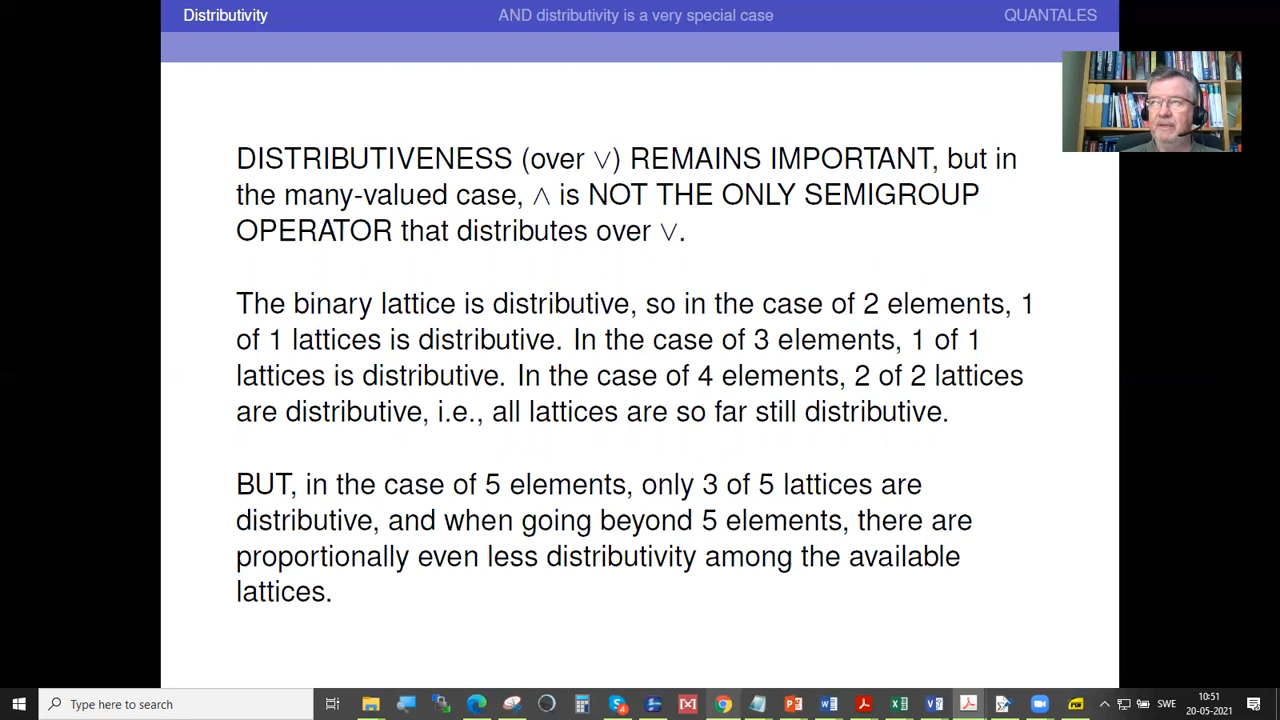 Distributivity
AND distributivity is a very special case
QUANTALES
DISTRIBUTIVENESS (over ∨) REMAINS IMPORTANT, but in
the many-valued case, ∧ is NOT THE ONLY SEMIGROUP
OPERATOR that distributes over ∨.
The binary lattice is distributive, so in the case of 2 elements, 1
of 1 lattices is distributive. In the case of 3 elements, 1 of 1
lattices is distributive. In the case of 4 elements, 2 of 2 lattices
are distributive, i.e., all lattices are so far still distributive.
BUT, in the case of 5 elements, only 3 of 5 lattices are
distributive, and when going beyond 5 elements, there are
proportionally even less distributivity among the available
lattices.
Type here to search
SWE
10:51
20-05-2021